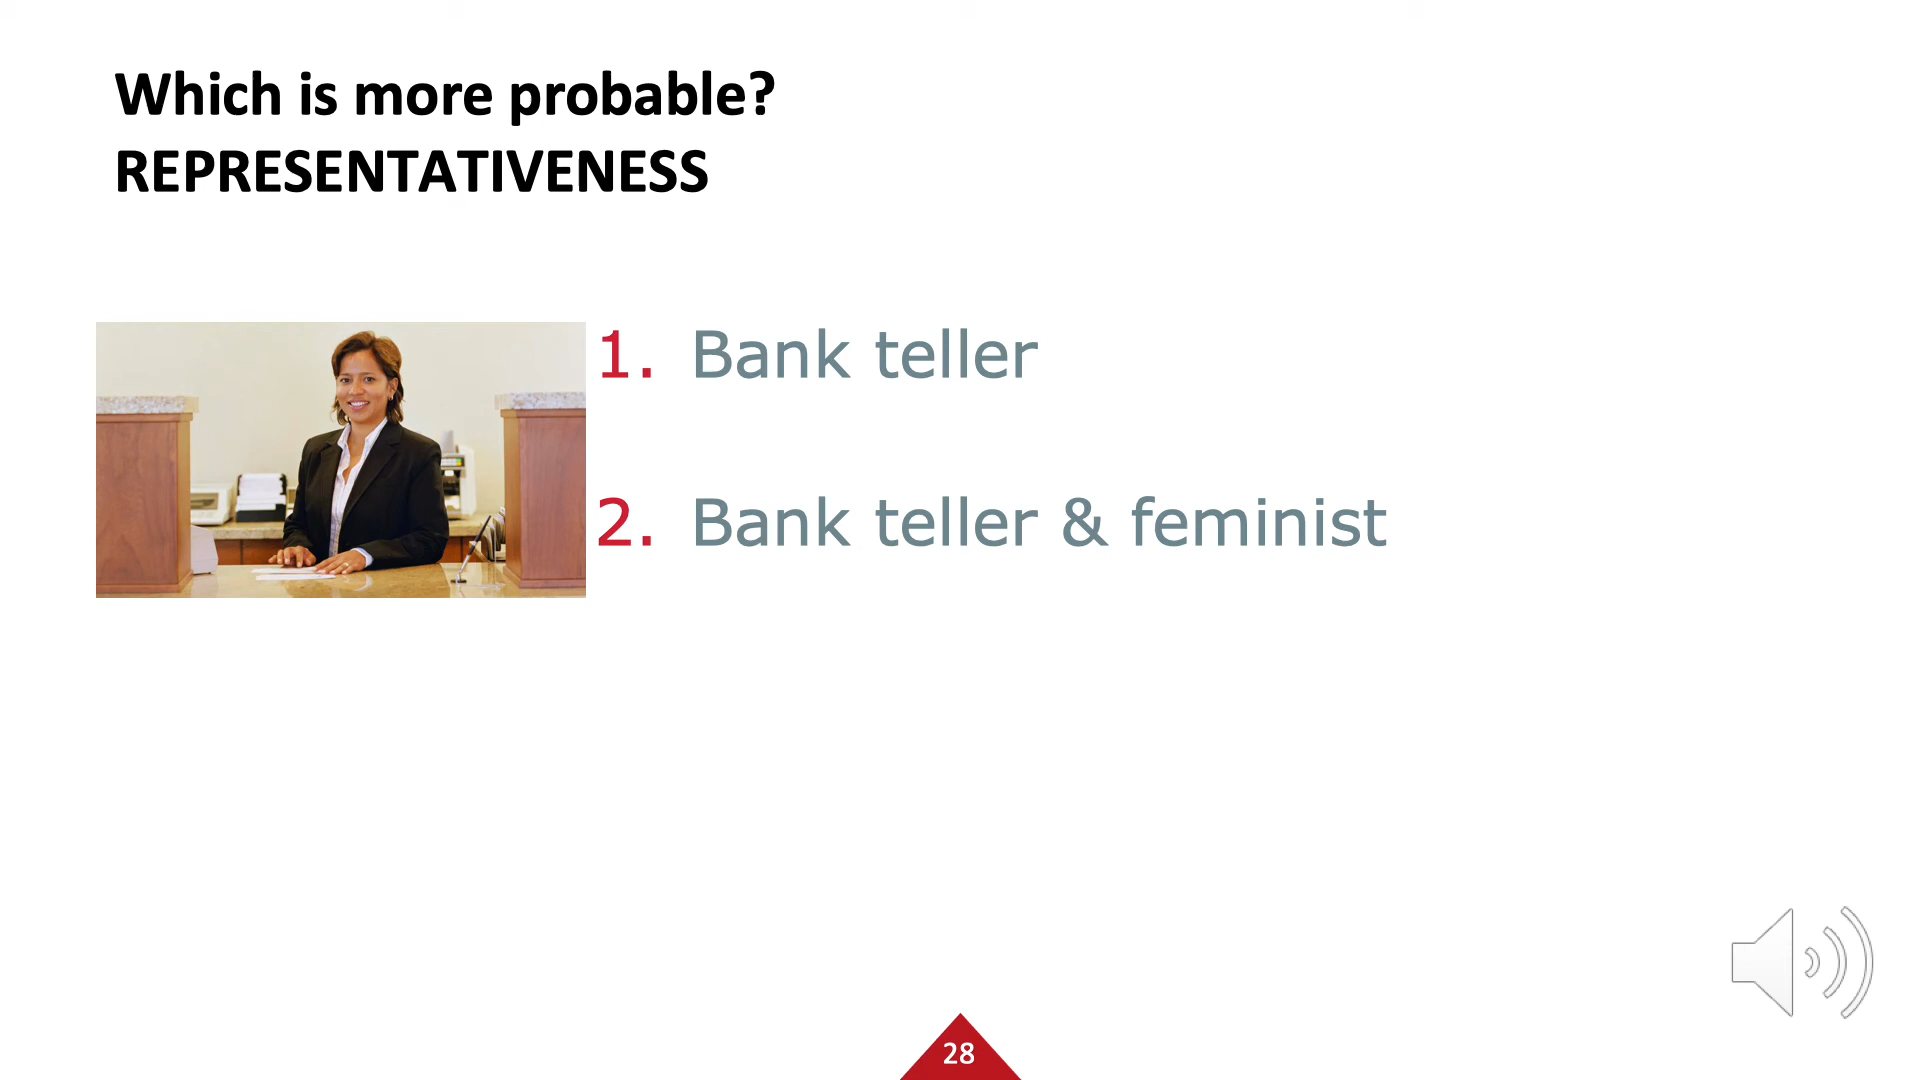 Which is more probable?
REPRESENTATIVENESS
1. Bank teller
2. Bank teller & feminist
28